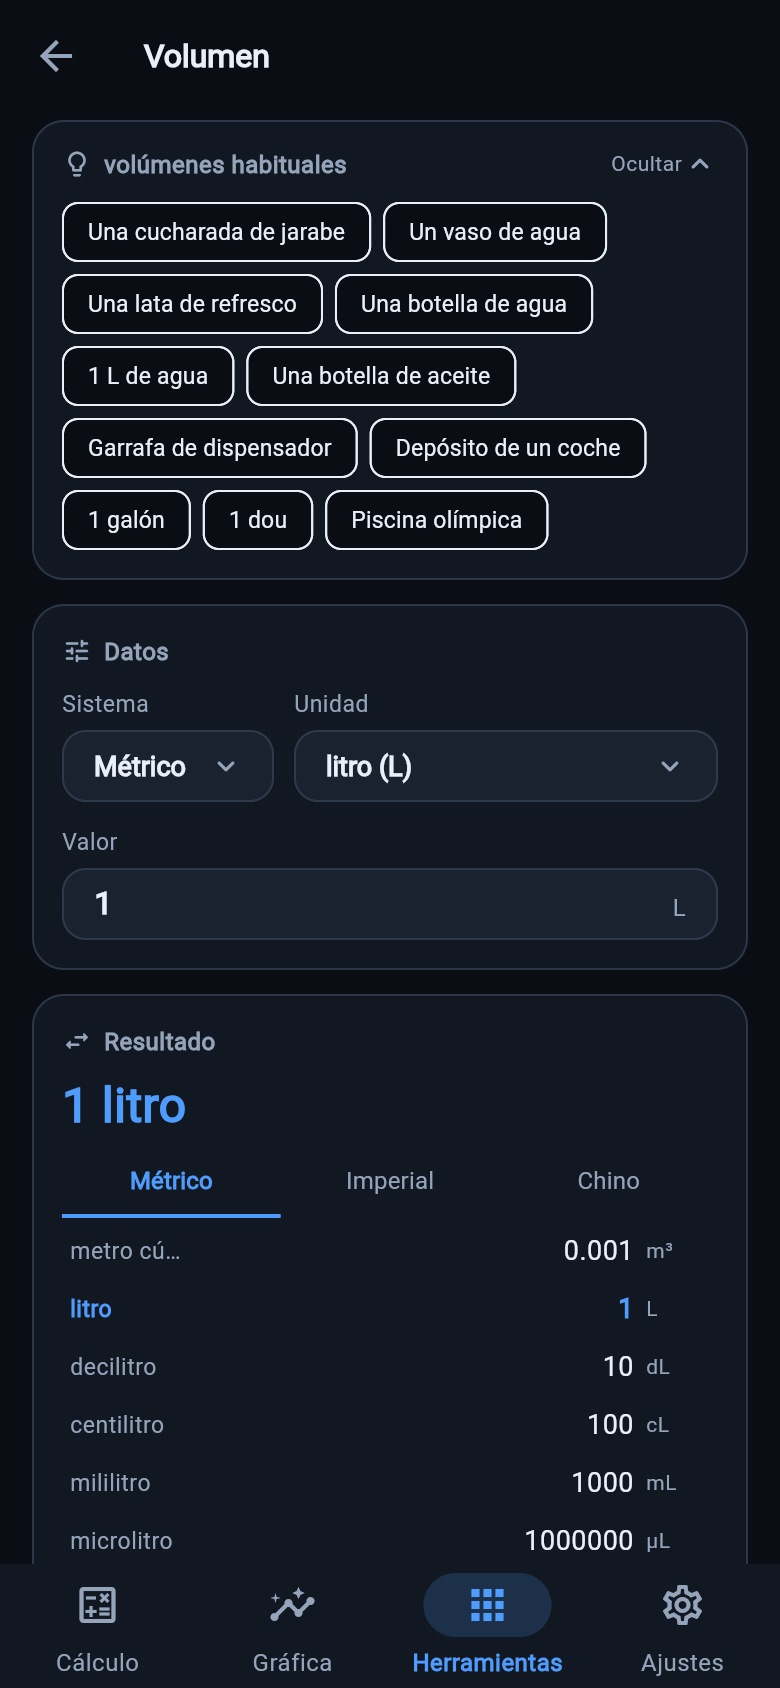 Volumen
volúmenes habituales Ocultar
Una cucharada de jarabe Un vaso de agua
Una lata de refresco Una botella de agua
1 L de agua Una botella de aceite
Garrafa de dispensador Depósito de un coche
1 galón 1 dou Piscina olímpica
Datos
Sistema Unidad
Métrico litro (L)
Valor
1 L
Resultado
1 litro
Métrico Imperial Chino
metro cú… 0.001 m³
litro 1 L
decilitro 10 dL
centilitro 100 cL
mililitro 1000 mL
microlitro 1000000 µL
Cálculo Gráfica Herramientas Ajustes